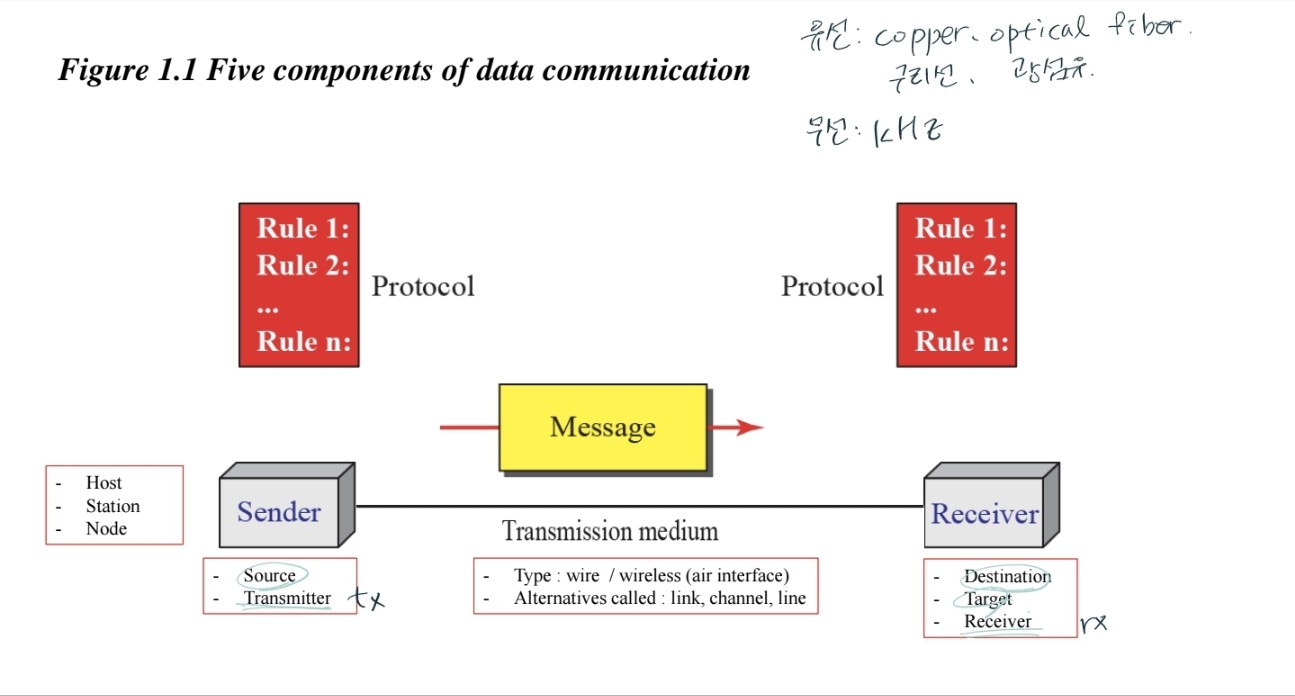 Figure 1.1 Five components of data communication
유선: copper, optical fiber.
구리선, 광섬유.
무선: kHz
Rule 1:
Rule 2:
...
Rule n:
Protocol
Protocol
Rule 1:
Rule 2:
...
Rule n:
Message
- Host
- Station
- Node
Sender
Transmission medium
Receiver
- Source
- Transmitter tx
- Type : wire / wireless (air interface)
- Alternatives called : link, channel, line
- Destination
- Target
- Receiver rx